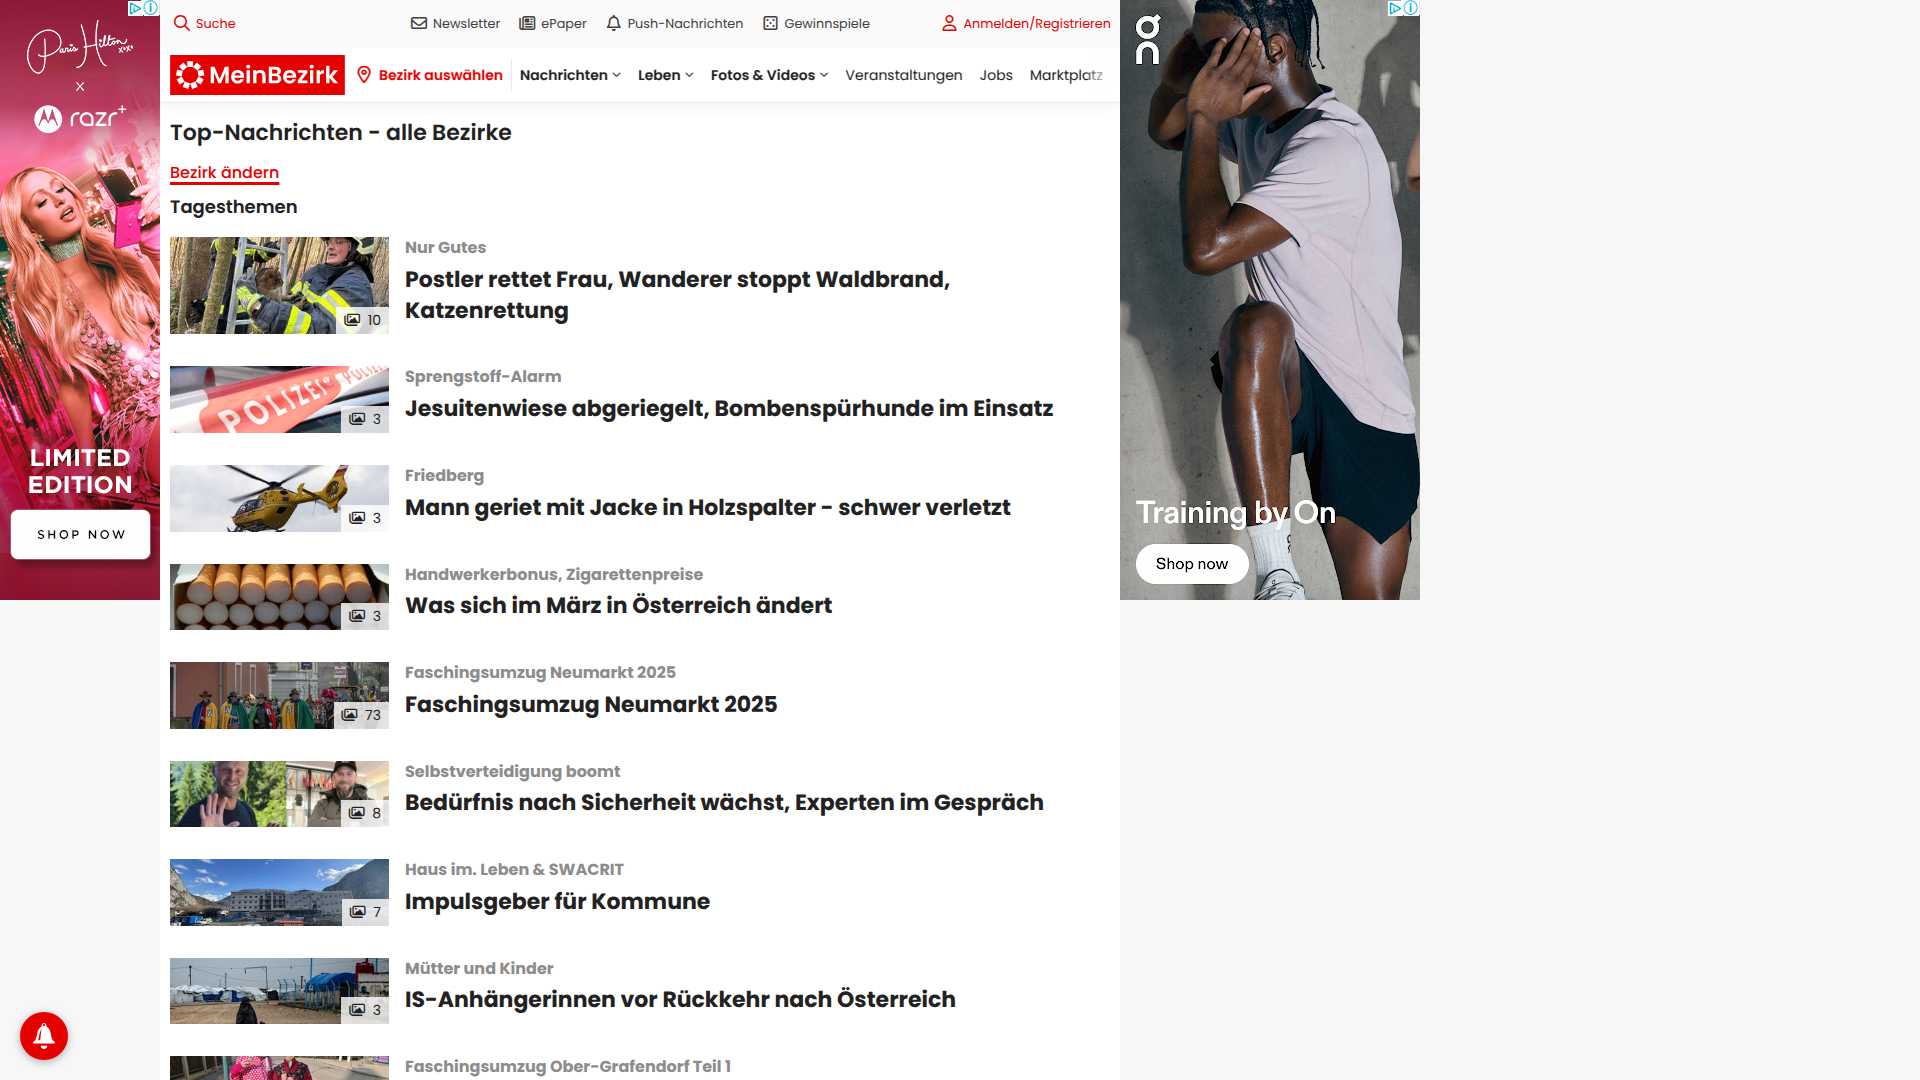 Paris Hilton
xoxo
x
razr+
LIMITED
EDITION
SHOP NOW
Suche
Newsletter
ePaper
Push-Nachrichten
Gewinnspiele
Anmelden/Registrieren
MeinBezirk
Bezirk auswählen
Nachrichten
Leben
Fotos & Videos
Veranstaltungen
Jobs
Marktplatz
Top-Nachrichten - alle Bezirke
Bezirk ändern
Tagesthemen
10
Nur Gutes
Postler rettet Frau, Wanderer stoppt Waldbrand,
Katzenrettung
POLIZEI
3
Sprengstoff-Alarm
Jesuitenwiese abgeriegelt, Bombenspürhunde im Einsatz
3
Friedberg
Mann geriet mit Jacke in Holzspalter - schwer verletzt
3
Handwerkerbonus, Zigarettenpreise
Was sich im März in Österreich ändert
73
Faschingsumzug Neumarkt 2025
Faschingsumzug Neumarkt 2025
8
Selbstverteidigung boomt
Bedürfnis nach Sicherheit wächst, Experten im Gespräch
7
Haus im. Leben & SWACRIT
Impulsgeber für Kommune
3
Mütter und Kinder
IS-Anhängerinnen vor Rückkehr nach Österreich
Faschingsumzug Ober-Grafendorf Teil 1
On
Training by On
Shop now